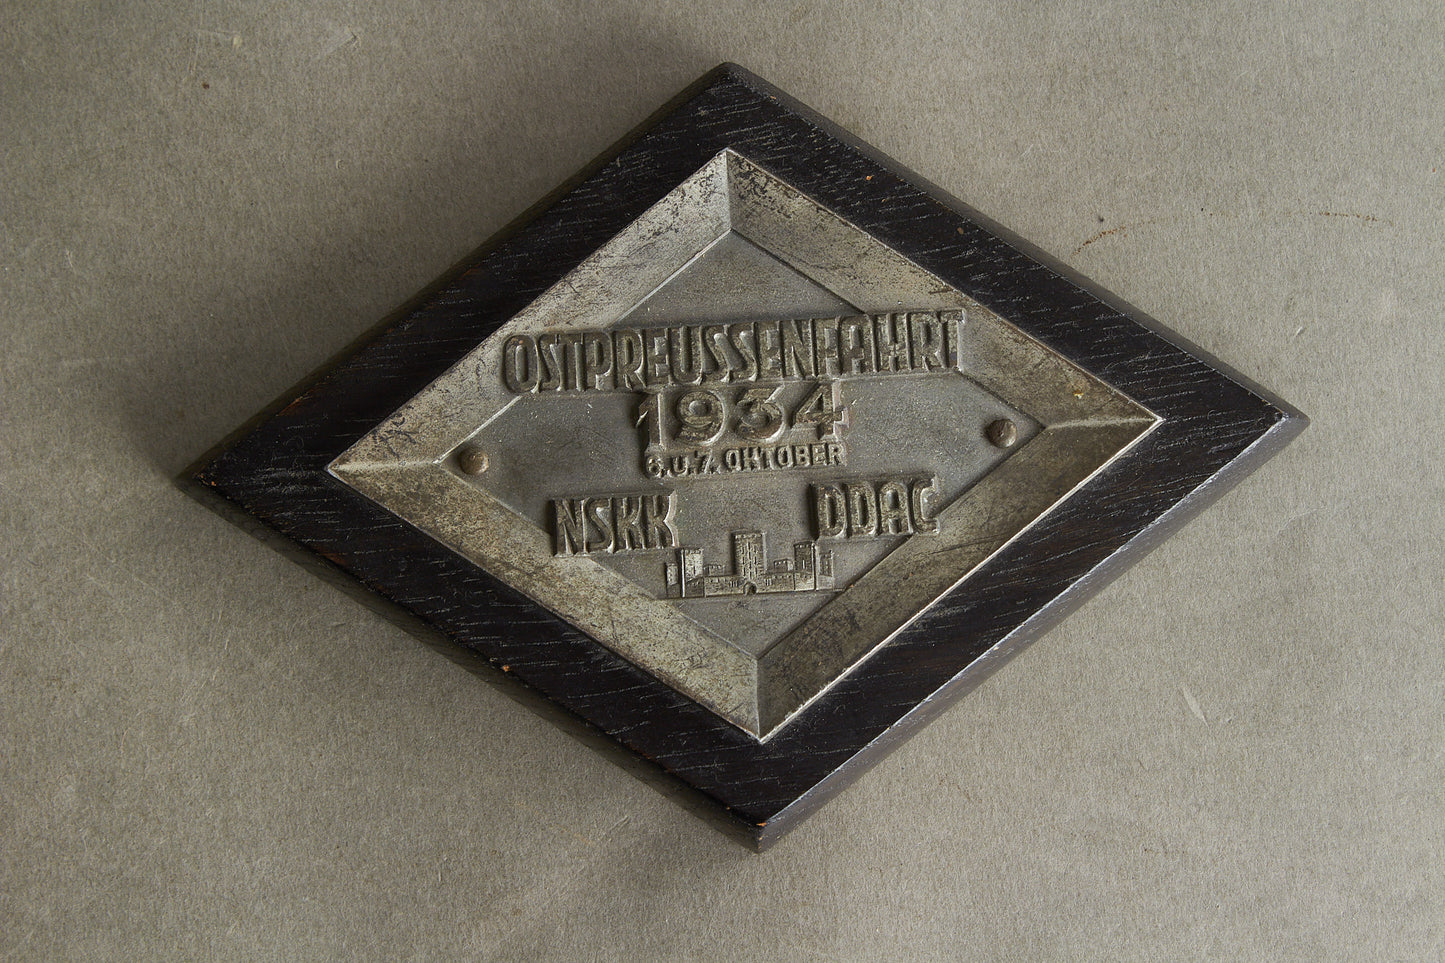 OSTPREUSSENFAHRT
1934
6.U.7. OKTOBER
NSKK DDAC